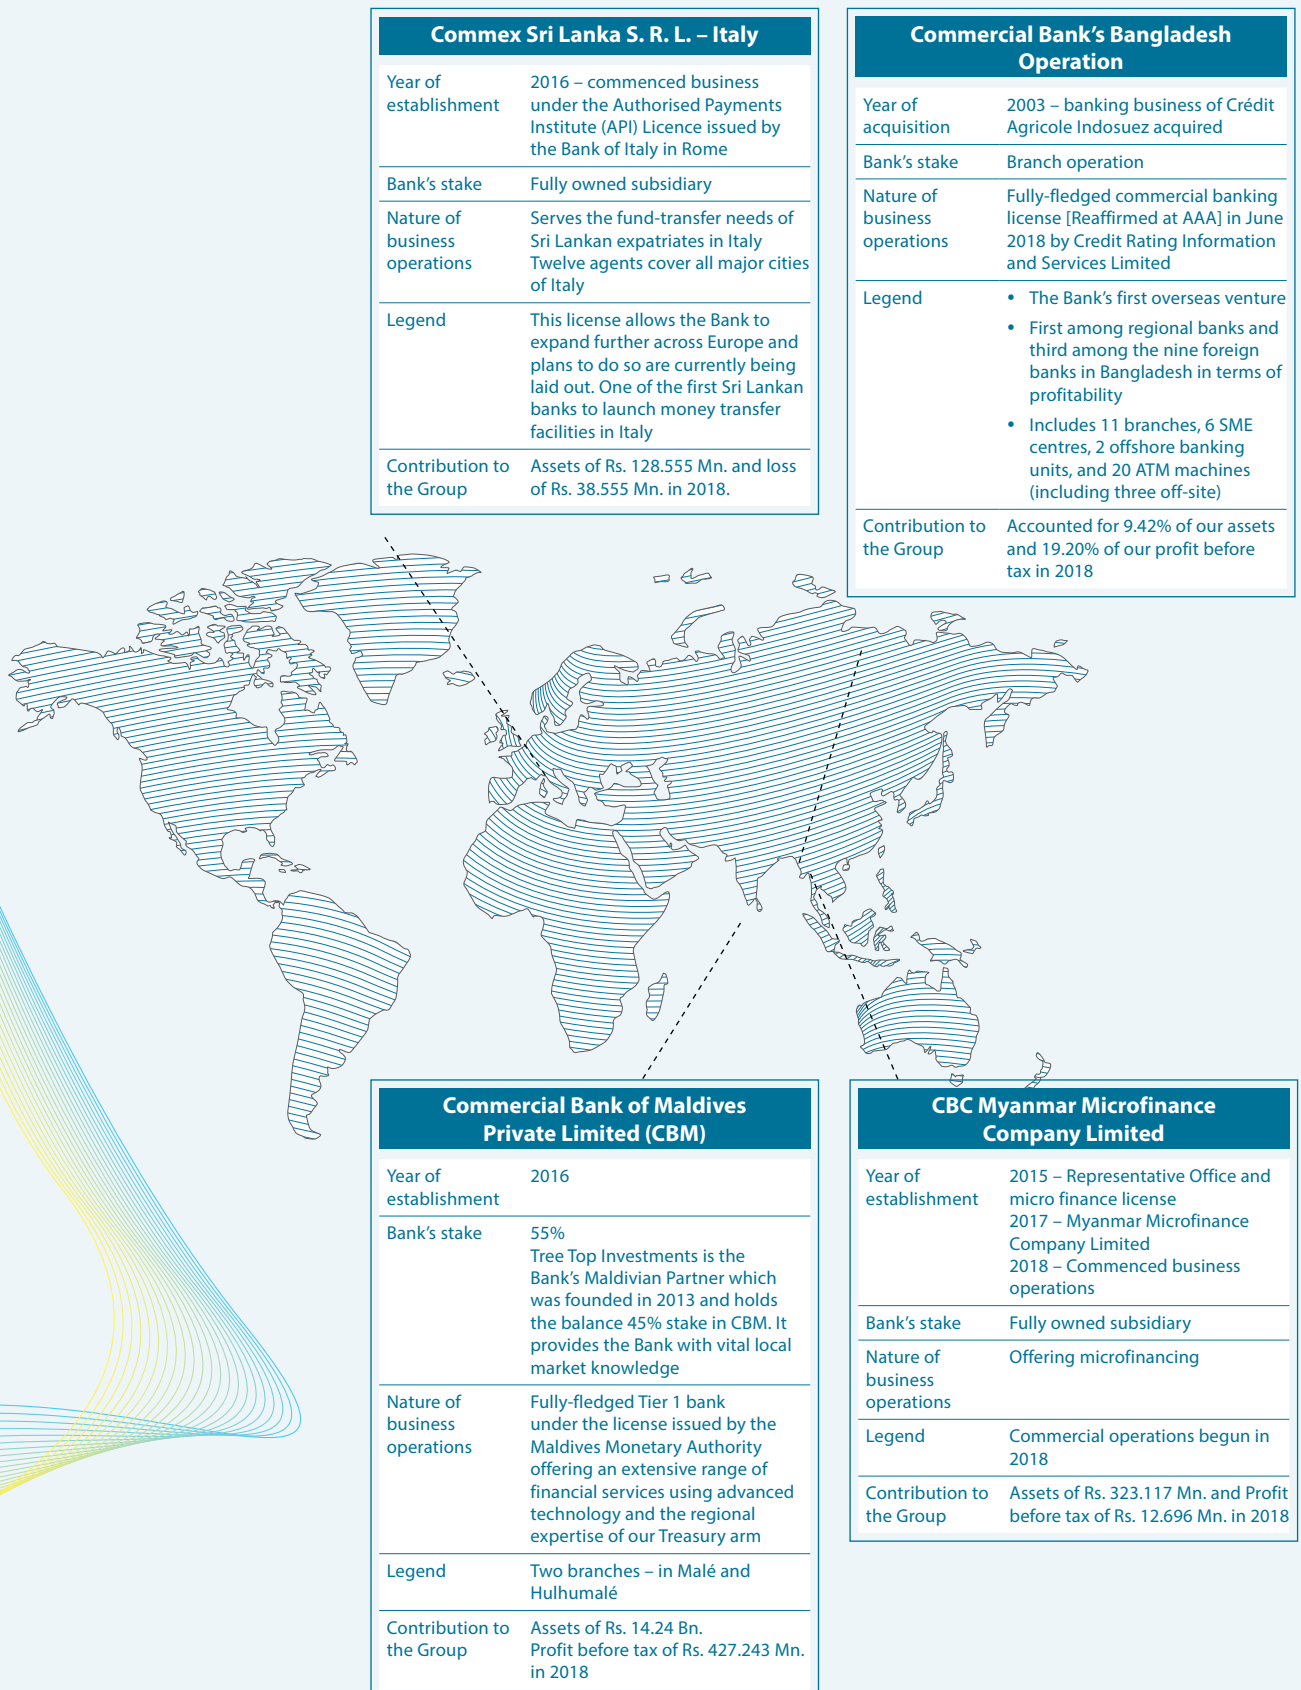 Commex Sri Lanka S. R. L. – Italy
Year of establishment
2016 – commenced business
under the Authorised Payments
Institute (API) Licence issued by
the Bank of Italy in Rome
Bank's stake
Fully owned subsidiary
Nature of
business
operations
Serves the fund-transfer needs of
Sri Lankan expatriates in Italy
Twelve agents cover all major cities
of Italy
Legend
This license allows the Bank to
expand further across Europe and
plans to do so are currently being
laid out. One of the first Sri Lankan
banks to launch money transfer
facilities in Italy
Contribution to
the Group
Assets of Rs. 128.555 Mn. and loss
of Rs. 38.555 Mn. in 2018.
Commercial Bank's Bangladesh
Operation
Year of
acquisition
2003 – banking business of Crédit
Agricole Indosuez acquired
Bank's stake
Branch operation
Nature of
business
operations
Fully-fledged commercial banking
license [Reaffirmed at AAA] in June
2018 by Credit Rating Information
and Services Limited
Legend
• The Bank's first overseas venture
• First among regional banks and
third among the nine foreign
banks in Bangladesh in terms of
profitability
• Includes 11 branches, 6 SME
centres, 2 offshore banking
units, and 20 ATM machines
(including three off-site)
Contribution to
the Group
Accounted for 9.42% of our assets
and 19.20% of our profit before
tax in 2018
Commercial Bank of Maldives
Private Limited (CBM)
Year of
establishment
2016
Bank's stake
55%
Tree Top Investments is the
Bank's Maldivian Partner which
was founded in 2013 and holds
the balance 45% stake in CBM. It
provides the Bank with vital local
market knowledge
Nature of
business
operations
Fully-fledged Tier 1 bank
under the license issued by the
Maldives Monetary Authority
offering an extensive range of
financial services using advanced
technology and the regional
expertise of our Treasury arm
Legend
Two branches – in Malé and
Hulhumalé
Contribution to
the Group
Assets of Rs. 14.24 Bn.
Profit before tax of Rs. 427.243 Mn.
in 2018
CBC Myanmar Microfinance
Company Limited
Year of
establishment
2015 – Representative Office and
micro finance license
2017 – Myanmar Microfinance
Company Limited
2018 – Commenced business
operations
Bank's stake
Fully owned subsidiary
Nature of
business
operations
Offering microfinancing
Legend
Commercial operations begun in
2018
Contribution to
the Group
Assets of Rs. 323.117 Mn. and Profit
before tax of Rs. 12.696 Mn. in 2018